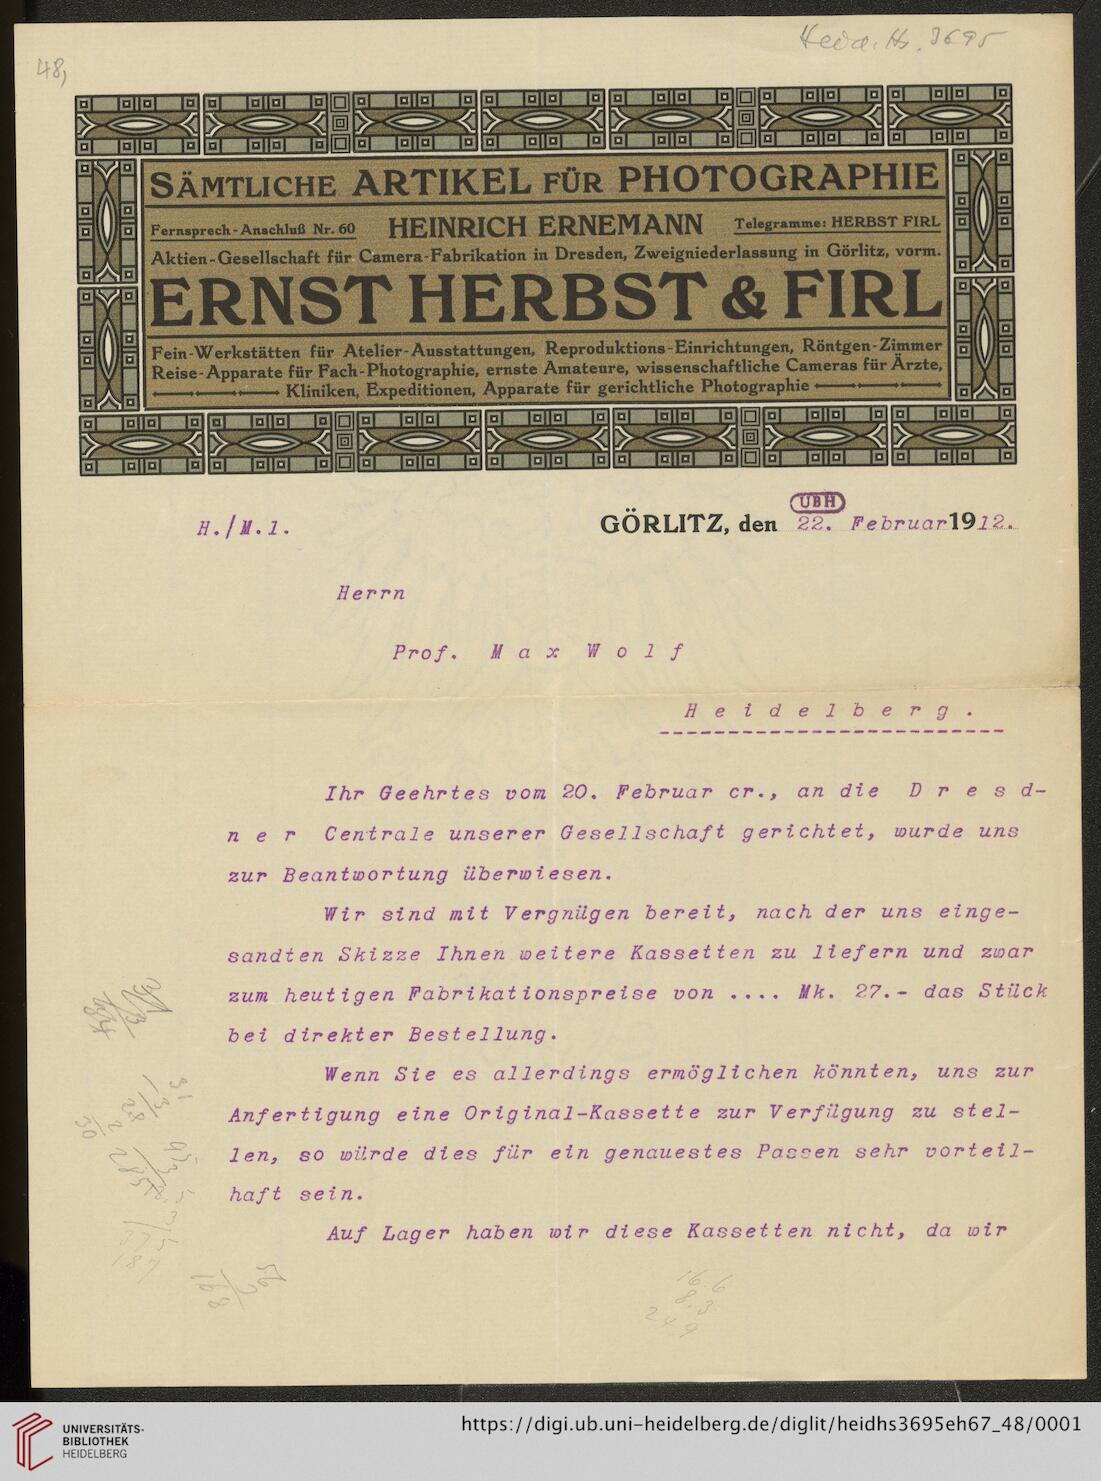 Heid. Hs. 3695
48,
SÄMTLICHE ARTIKEL FÜR PHOTOGRAPHIE
Fernsprech-Anschluß Nr. 60 HEINRICH ERNEMANN Telegramme: HERBST FIRL
Aktien-Gesellschaft für Camera-Fabrikation in Dresden, Zweigniederlassung in Görlitz, vorm.
ERNST HERBST & FIRL
Fein-Werkstätten für Atelier-Ausstattungen, Reproduktions-Einrichtungen, Röntgen-Zimmer
Reise-Apparate für Fach-Photographie, ernste Amateure, wissenschaftliche Cameras für Ärzte,
Kliniken, Expeditionen, Apparate für gerichtliche Photographie
UBH
H./M.1. GÖRLITZ, den 22. Februar 1912.
Herrn
Prof. M a x W o l f
H e i d e l b e r g .
Ihr Geehrtes vom 20. Februar cr., an die D r e s d-
n e r Centrale unserer Gesellschaft gerichtet, wurde uns
zur Beantwortung überwiesen.
Wir sind mit Vergnügen bereit, nach der uns einge-
sandten Skizze Ihnen weitere Kassetten zu liefern und zwar
zum heutigen Fabrikationspreise von .... Mk. 27.- das Stück
bei direkter Bestellung.
Wenn Sie es allerdings ermöglichen könnten, uns zur
Anfertigung eine Original-Kassette zur Verfügung zu stel-
len, so würde dies für ein genauestes Passen sehr vorteil-
haft sein.
Auf Lager haben wir diese Kassetten nicht, da wir
16.6
8.3
24.9
UNIVERSITÄTS-
BIBLIOTHEK
HEIDELBERG
https://digi.ub.uni-heidelberg.de/diglit/heidhs3695eh67_48/0001